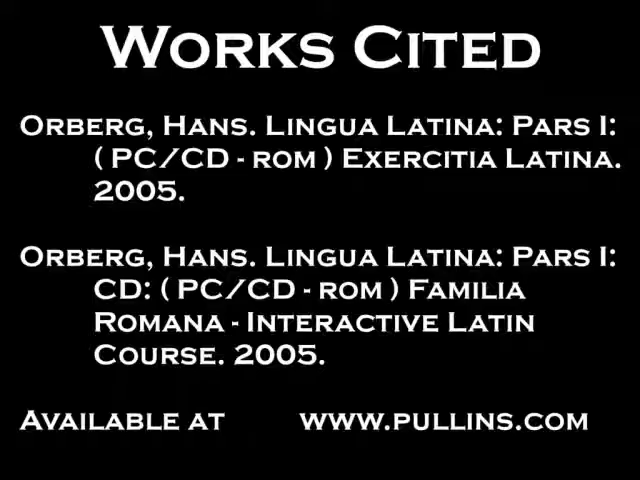 Works Cited
Orberg, Hans. Lingua Latina: Pars I:
( PC/CD - rom ) Exercitia Latina.
2005.
Orberg, Hans. Lingua Latina: Pars I:
CD: ( PC/CD - rom ) Familia
Romana - Interactive Latin
Course. 2005.
Available at www.pullins.com